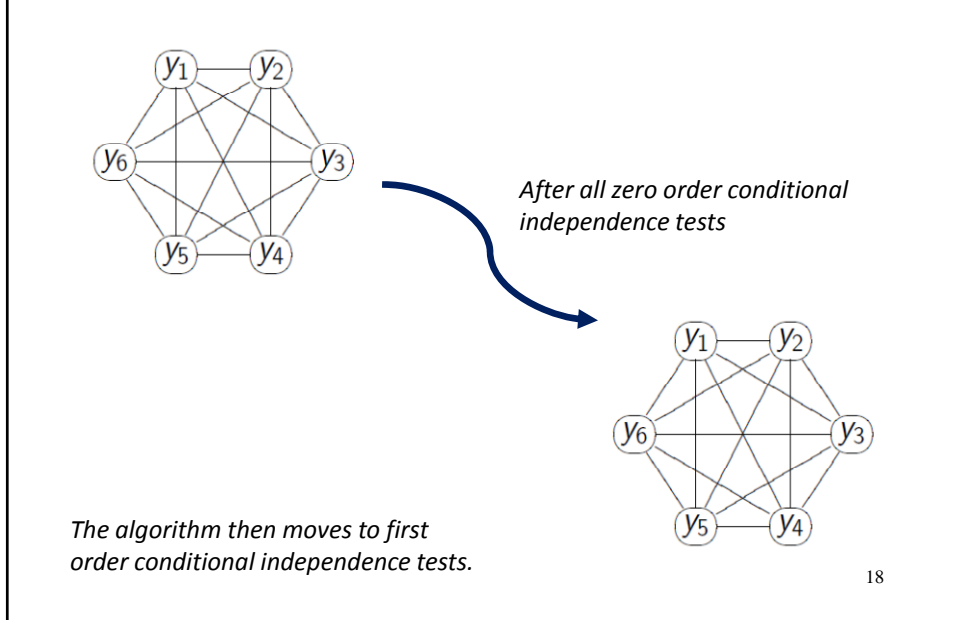 y1 y2
y6 y3
y5 y4
After all zero order conditional
independence tests
y1 y2
y6 y3
y5 y4
The algorithm then moves to first
order conditional independence tests.
18